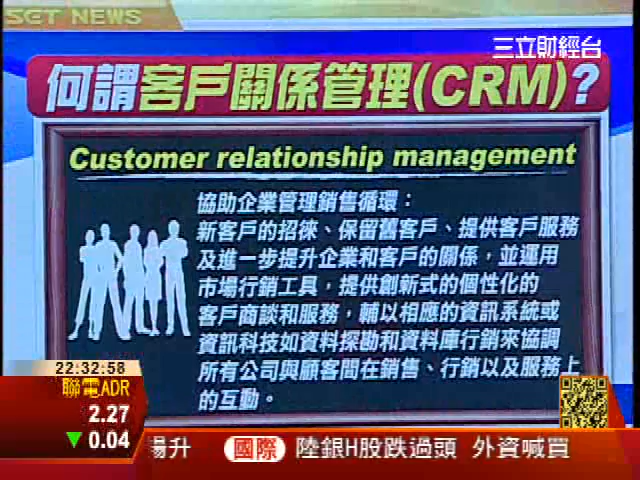 SET NEWS
三立財經台
何謂客戶關係管理(CRM)?
Customer relationship management
協助企業管理銷售循環：
新客戶的招徠、保留舊客戶、提供客戶服務
及進一步提升企業和客戶的關係，並運用
市場行銷工具，提供創新式的個性化的
客戶商談和服務，輔以相應的資訊系統或
資訊科技如資料探勘和資料庫行銷來協調
所有公司與顧客間在銷售、行銷以及服務上
的互動。
22:32:58
聯電ADR
2.27
▼0.04
揚升 國際 陸銀H股跌過頭 外資喊買